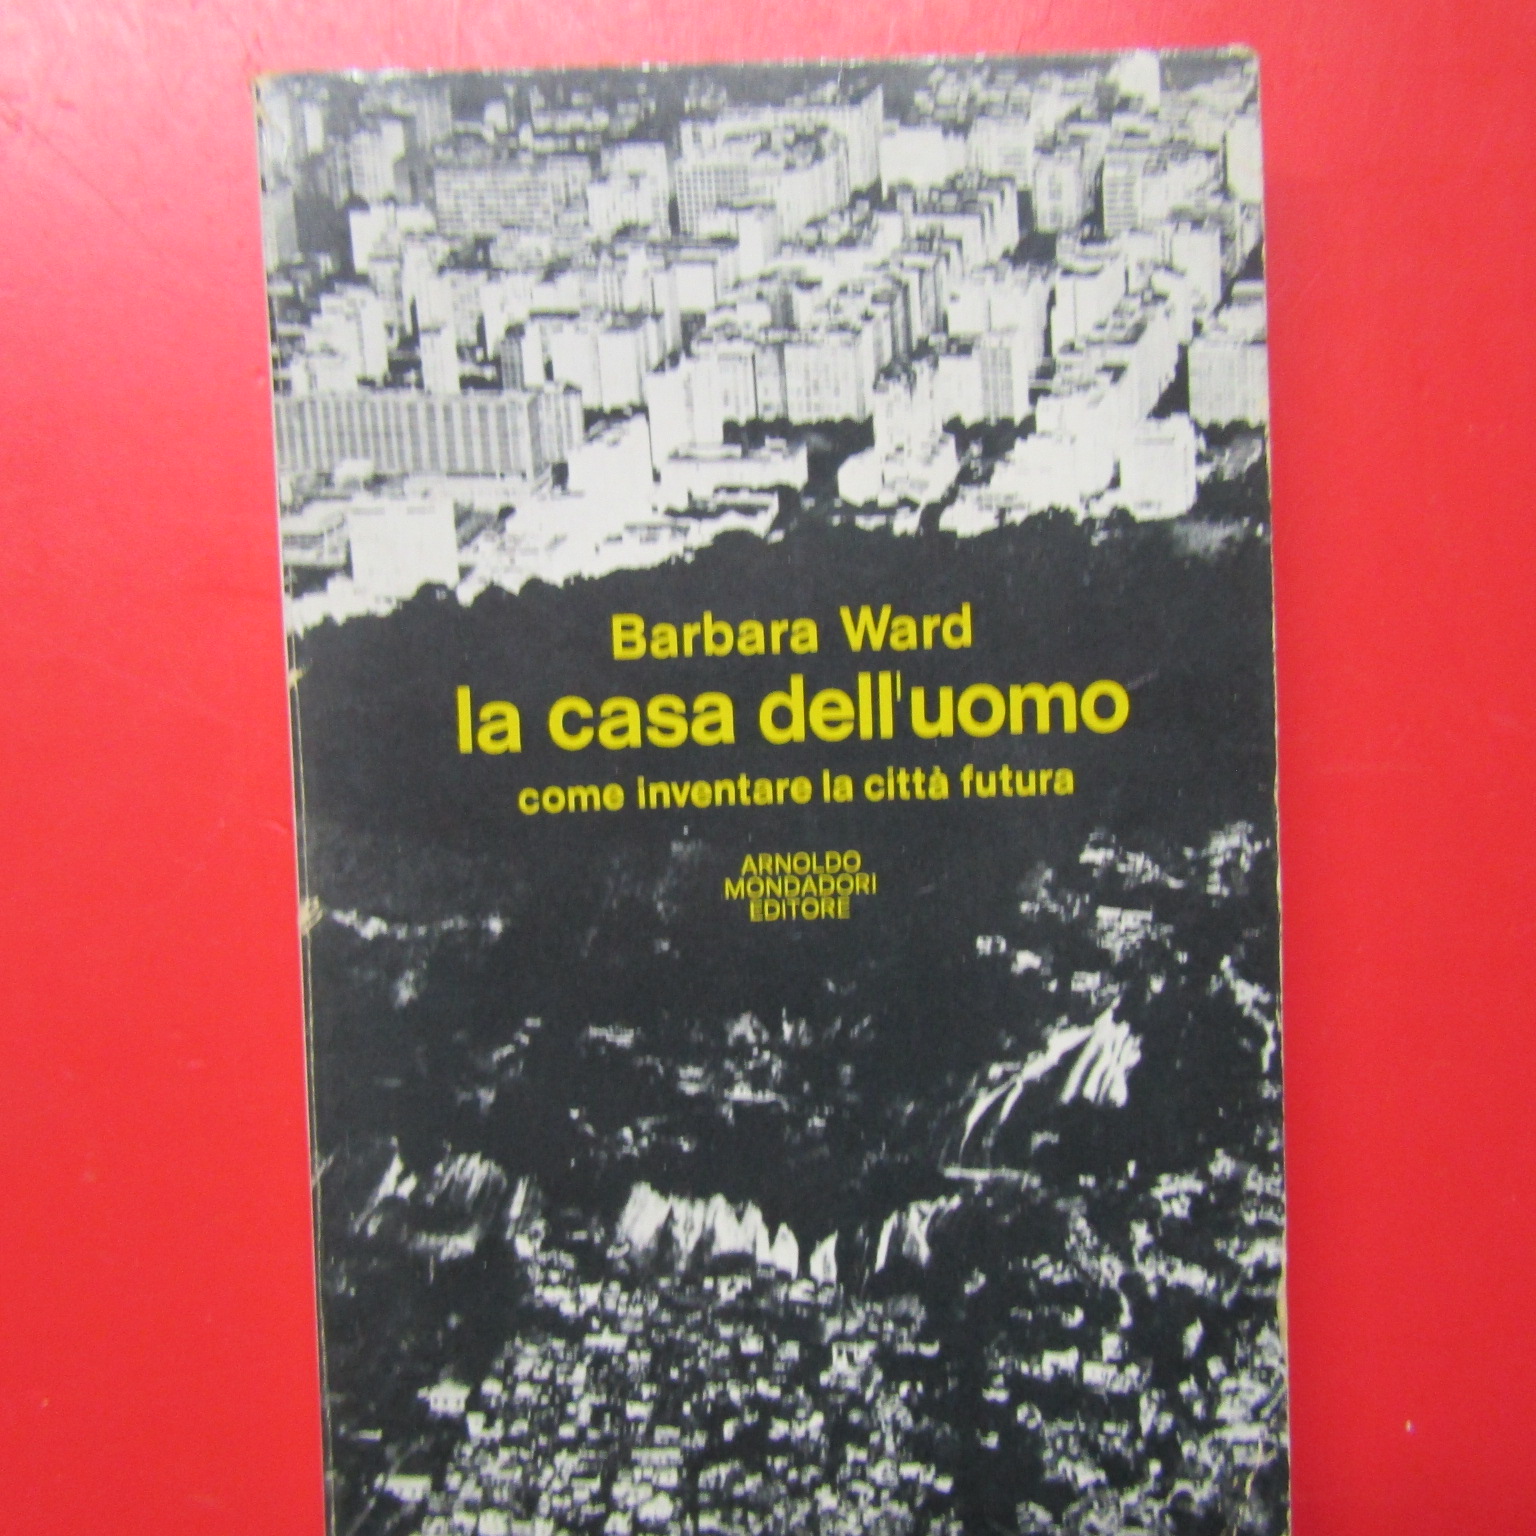 Barbara Ward
la casa dell'uomo
come inventare la città futura
ARNOLDO
MONDADORI
EDITORE